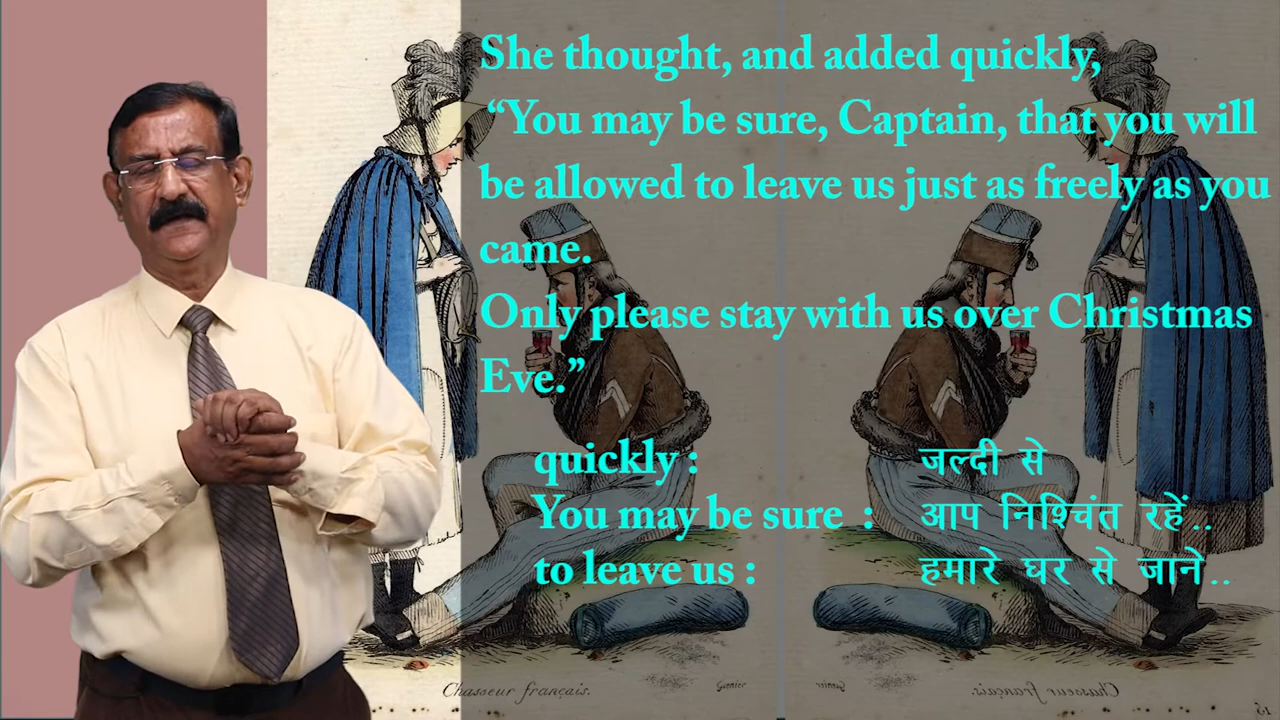 She thought, and added quickly,
“You may be sure, Captain, that you will
be allowed to leave us just as freely as you
came.
Only please stay with us over Christmas
Eve.”
quickly : जल्दी से
You may be sure : आप निश्चिंत रहें..
to leave us : हमारे घर से जाने..
Chasseur français.